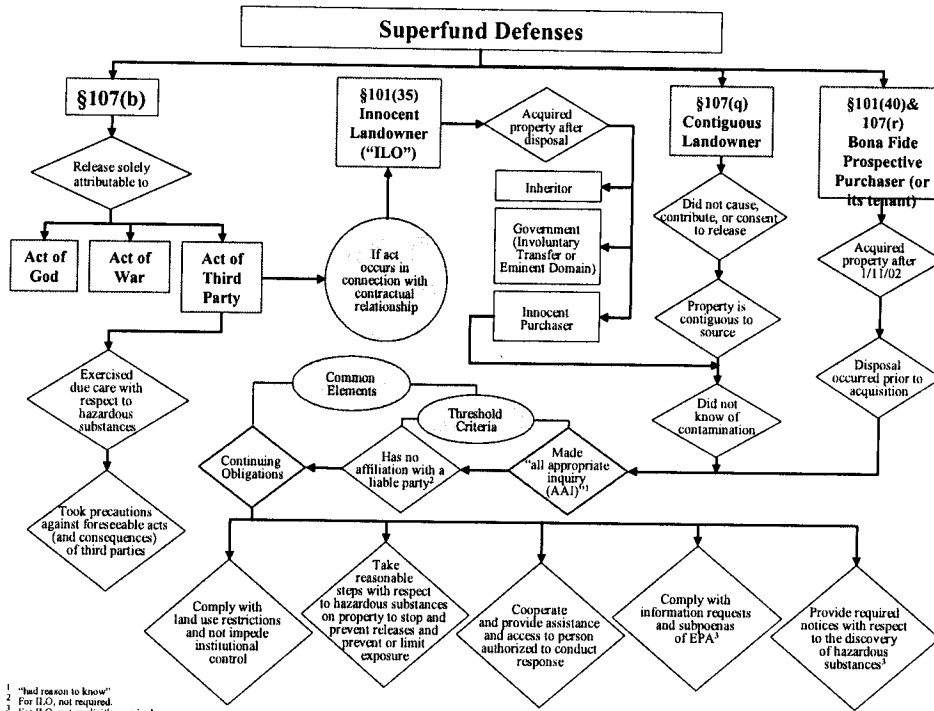 Superfund Defenses
§107(b)
Release solely
attributable to
Act of
God
Act of
War
Act of
Third
Party
Exercised
due care with
respect to
hazardous
substances
Took precautions
against foreseeable acts
(and consequences)
of third parties
§101(35)
Innocent
Landowner
("ILO")
If act
occurs in
connection with
contractual
relationship
Acquired
property after
disposal
Inheritor
Government
(Involuntary
Transfer or
Eminent Domain)
Innocent
Purchaser
§107(q)
Contiguous
Landowner
Did not cause,
contribute, or consent
to release
Property is
contiguous to
source
Did not
know of
contamination
§101(40)&
107(r)
Bona Fide
Prospective
Purchaser (or
its tenant)
Acquired
property after
1/11/02
Disposal
occurred prior to
acquisition
Common
Elements
Threshold
Criteria
Continuing
Obligations
Has no
affiliation with a
liable party2
Made
"all appropriate
inquiry
(AAI)"1
Comply with
land use restrictions
and not impede
institutional
control
Take
reasonable
steps with respect
to hazardous substances
on property to stop and
prevent releases and
prevent or limit
exposure
Cooperate
and provide assistance
and access to person
authorized to conduct
response
Comply with
information requests
and subpoenas
of EPA3
Provide required
notices with respect
to the discovery
of hazardous
substances3
1 "had reason to know"
2 For ILO, not required.
3 For ILO, not